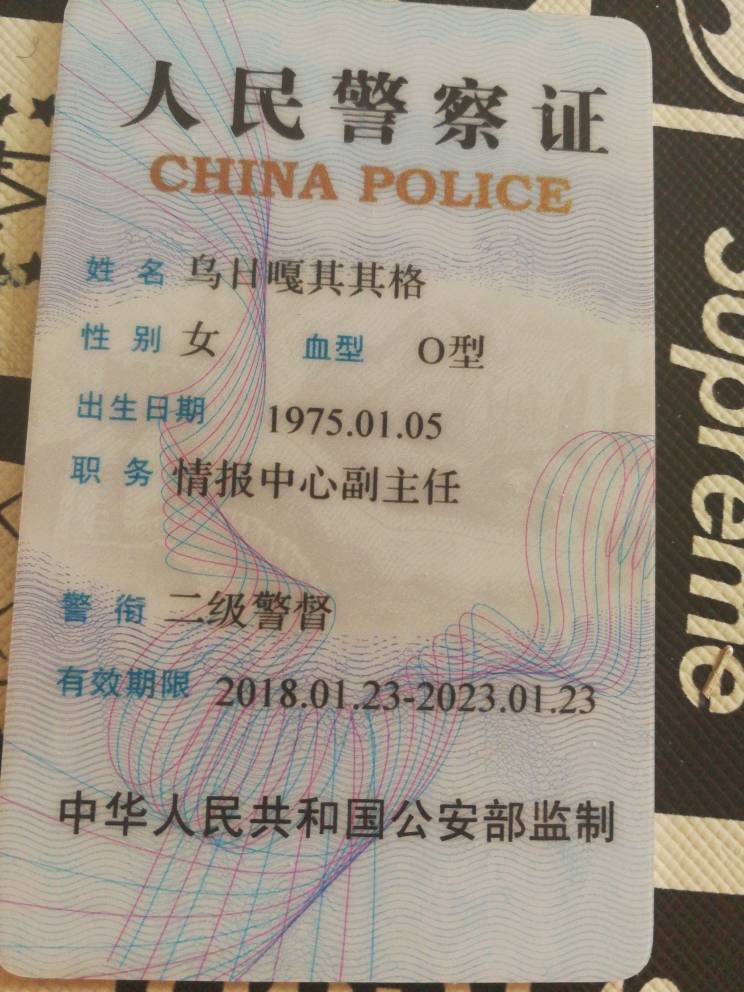 人民警察证
CHINA POLICE
姓 名 乌日嘎其其格
性 别 女 血型 O型
出生日期 1975.01.05
职 务 情报中心副主任
警 衔 二级警督
有效期限 2018.01.23-2023.01.23
中华人民共和国公安部监制
Supreme